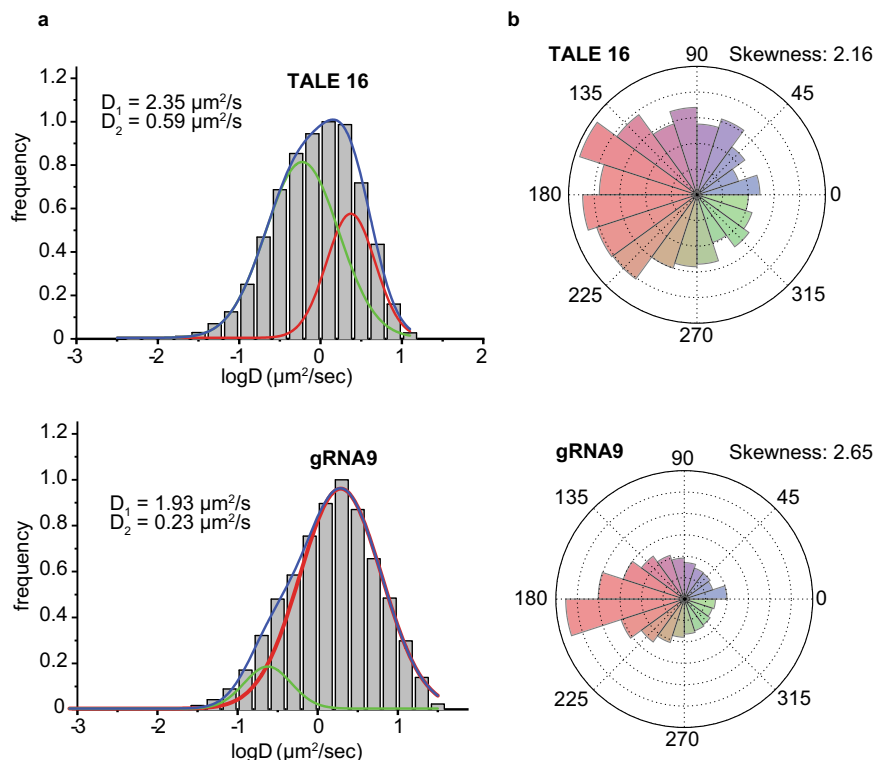 a
TALE 16
D₁ = 2.35 µm²/s
D₂ = 0.59 µm²/s
frequency
1.2
1.0
0.8
0.6
0.4
0.2
0
-3
-2
-1
0
1
2
logD (µm²/sec)
b
TALE 16
Skewness: 2.16
90
45
0
315
270
225
180
135
gRNA9
D₁ = 1.93 µm²/s
D₂ = 0.23 µm²/s
frequency
1.2
1.0
0.8
0.6
0.4
0.2
0
-3
-2
-1
0
1
logD (µm²/sec)
gRNA9
Skewness: 2.65
90
45
0
315
270
225
180
135